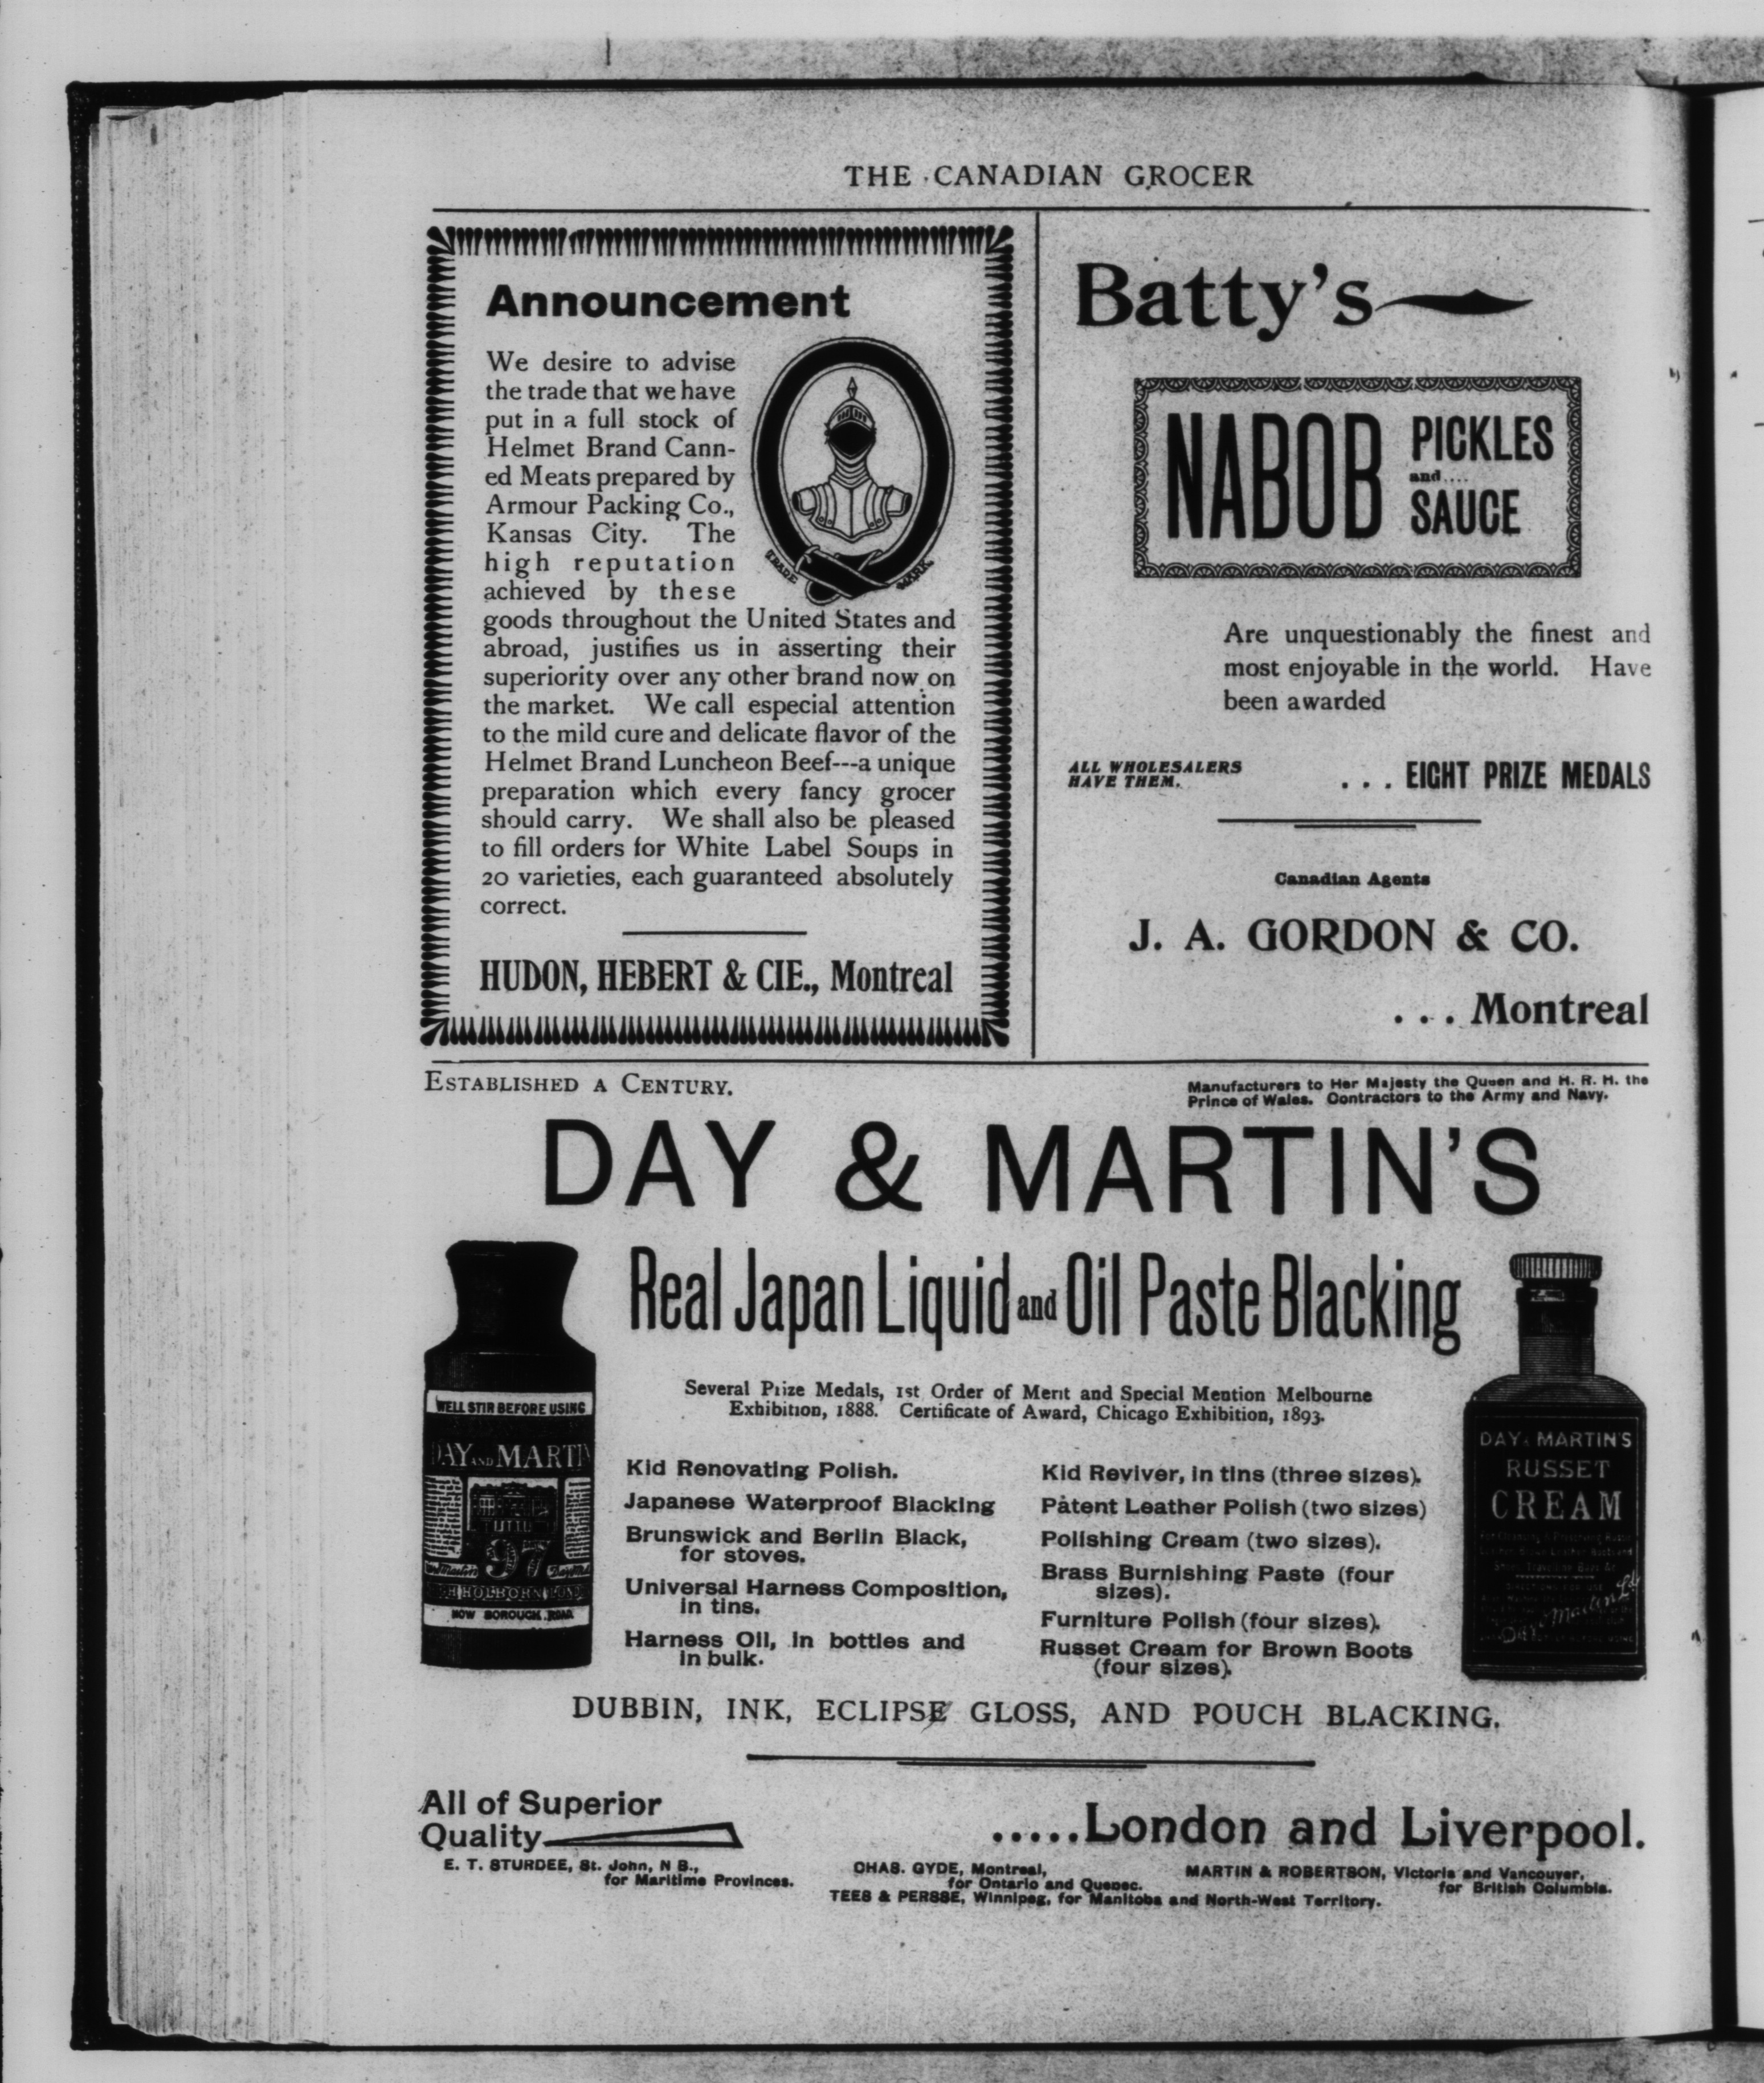 THE CANADIAN GROCER
Announcement
We desire to advise
the trade that we have
put in a full stock of
Helmet Brand Cann-
ed Meats prepared by
Armour Packing Co.,
Kansas City. The
high reputation
achieved by these
goods throughout the United States and
abroad, justifies us in asserting their
superiority over any other brand now on
the market. We call especial attention
to the mild cure and delicate flavor of the
Helmet Brand Luncheon Beef---a unique
preparation which every fancy grocer
should carry. We shall also be pleased
to fill orders for White Label Soups in
20 varieties, each guaranteed absolutely
correct.
TRADE MARK.
HUDON, HEBERT & CIE., Montreal
Batty's
NABOB PICKLES
and....
SAUCE
Are unquestionably the finest and
most enjoyable in the world. Have
been awarded
ALL WHOLESALERS
HAVE THEM.
. . . EIGHT PRIZE MEDALS
Canadian Agents
J. A. GORDON & CO.
. . . Montreal
ESTABLISHED A CENTURY.
Manufacturers to Her Majesty the Queen and H. R. H. the
Prince of Wales. Contractors to the Army and Navy.
DAY & MARTIN'S
Real Japan Liquid and Oil Paste Blacking
Several Prize Medals, 1st Order of Merit and Special Mention Melbourne
Exhibition, 1888. Certificate of Award, Chicago Exhibition, 1893.
WELL STIR BEFORE USING
DAY AND MARTIN
97
HIGH HOLBORN LOND
NOW BOROUGH ROAD
Kid Renovating Polish.
Japanese Waterproof Blacking
Brunswick and Berlin Black,
for stoves.
Universal Harness Composition,
in tins.
Harness Oil, in bottles and
in bulk.
Kid Reviver, in tins (three sizes).
Patent Leather Polish (two sizes)
Polishing Cream (two sizes).
Brass Burnishing Paste (four
sizes).
Furniture Polish (four sizes).
Russet Cream for Brown Boots
(four sizes).
DAY & MARTIN'S
RUSSET
CREAM
Day & Martin Ld
DUBBIN, INK, ECLIPSE GLOSS, AND POUCH BLACKING.
All of Superior
Quality
.....London and Liverpool.
E. T. STURDEE, St. John, N B.,
for Maritime Provinces.
CHAS. GYDE, Montreal,
for Ontario and Quebec.
MARTIN & ROBERTSON, Victoria and Vancouver,
for British Columbia.
TEES & PERSSE, Winnipeg, for Manitoba and North-West Territory.